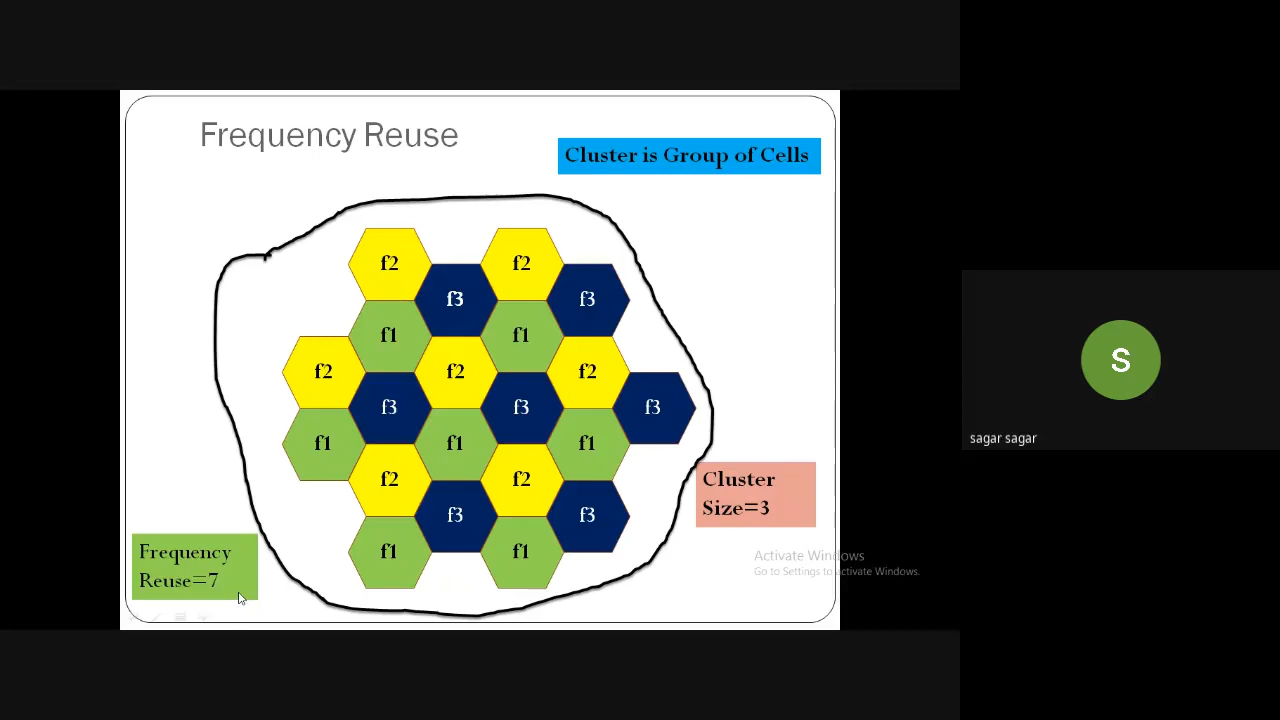 Frequency Reuse
Cluster is Group of Cells
f2
f2
f3
f3
f1
f1
f2
f2
f2
f3
f3
f3
f1
f1
f1
f2
f2
f3
f3
f1
f1
Cluster
Size=3
Frequency
Reuse=7
Activate Windows
Go to Settings to activate Windows.
S
sagar sagar